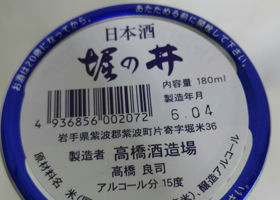 お酒は20歳になってから。
あたためる前に開栓して下さい。
日本酒
堀の井
内容量 180ml
製造年月
6.04
4 936856 002072
岩手県紫波郡紫波町片寄字堀米36
製造者 高橋酒造場
高橋 良司
アルコール分 15度
原材料名 米
醸造アルコール